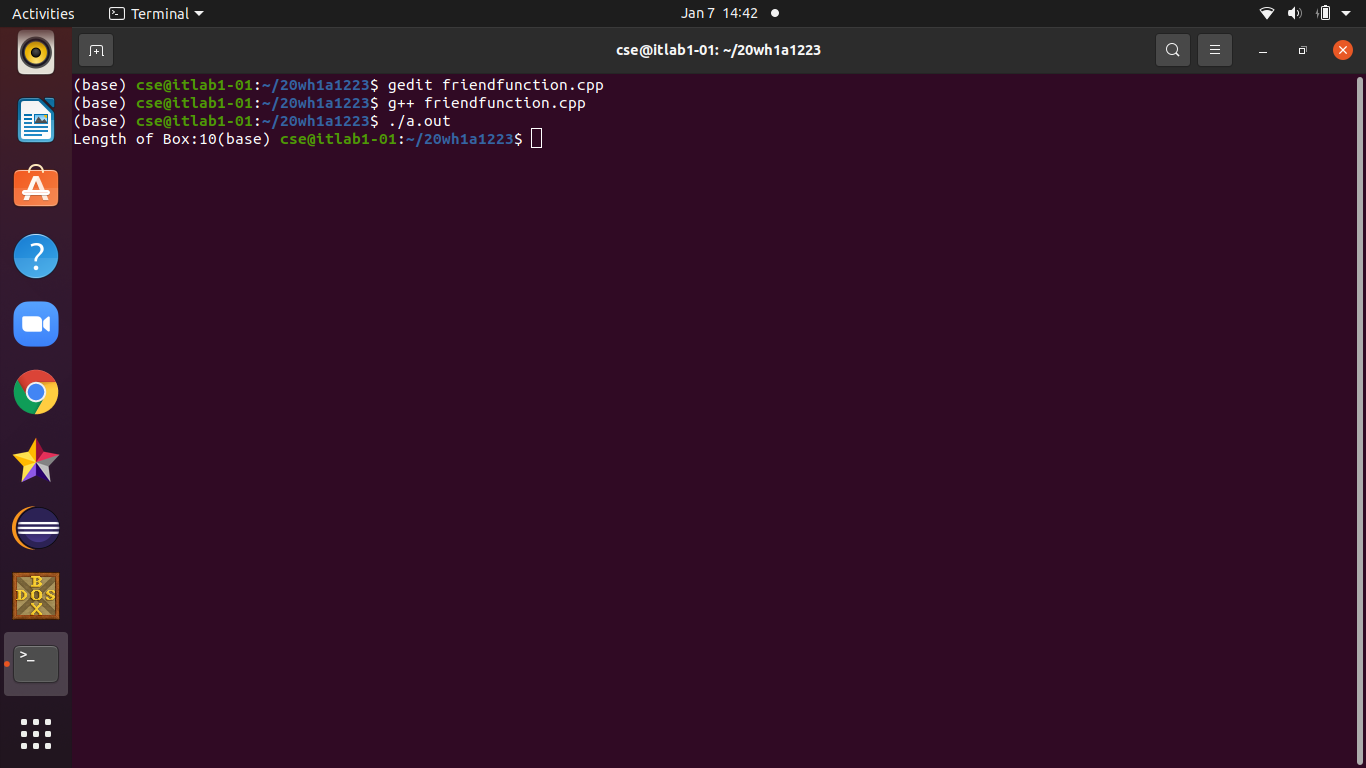 Activities
Terminal
Jan 7 14:42
cse@itlab1-01: ~/20wh1a1223
(base) cse@itlab1-01:~/20wh1a1223$ gedit friendfunction.cpp
(base) cse@itlab1-01:~/20wh1a1223$ g++ friendfunction.cpp
(base) cse@itlab1-01:~/20wh1a1223$ ./a.out
Length of Box:10(base) cse@itlab1-01:~/20wh1a1223$
?
B
DOS
X
>_